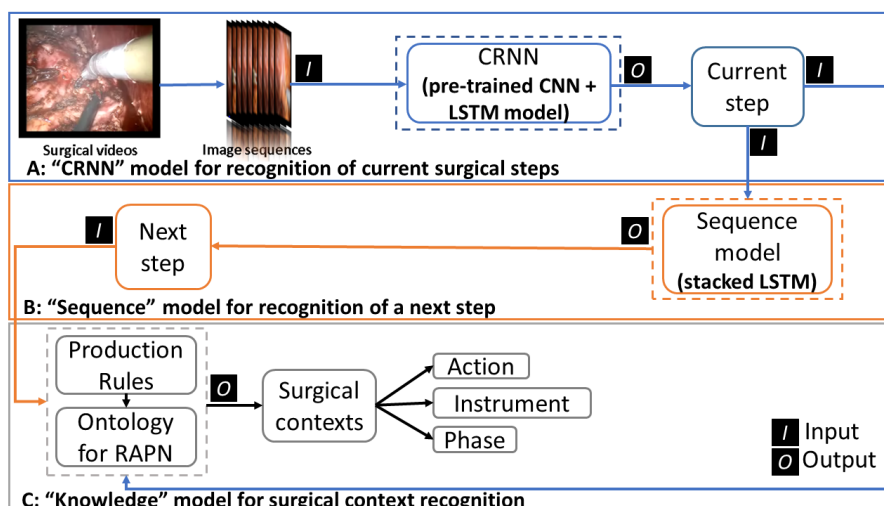 Surgical videos
Image sequences
I
CRNN
(pre-trained CNN +
LSTM model)
O
Current
step
I
I
A: “CRNN” model for recognition of current surgical steps
I
Next
step
O
Sequence
model
(stacked LSTM)
B: “Sequence” model for recognition of a next step
Production
Rules
Ontology
for RAPN
O
Surgical
contexts
Action
Instrument
Phase
I Input
O Output
C: “Knowledge” model for surgical context recognition